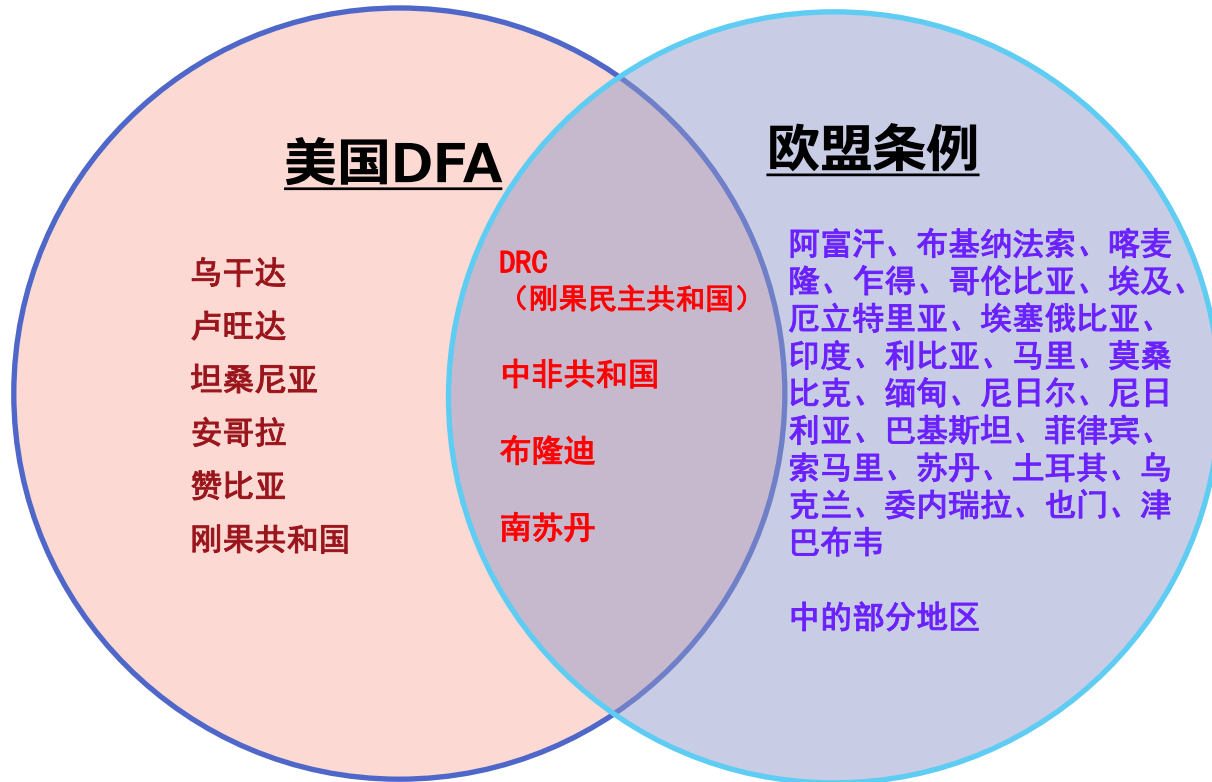 美国DFA
乌干达
卢旺达
坦桑尼亚
安哥拉
赞比亚
刚果共和国
DRC
（刚果民主共和国）
中非共和国
布隆迪
南苏丹
欧盟条例
阿富汗、布基纳法索、喀麦
隆、乍得、哥伦比亚、埃及、
厄立特里亚、埃塞俄比亚、
印度、利比亚、马里、莫桑
比克、缅甸、尼日尔、尼日
利亚、巴基斯坦、菲律宾、
索马里、苏丹、土耳其、乌
克兰、委内瑞拉、也门、津
巴布韦
中的部分地区